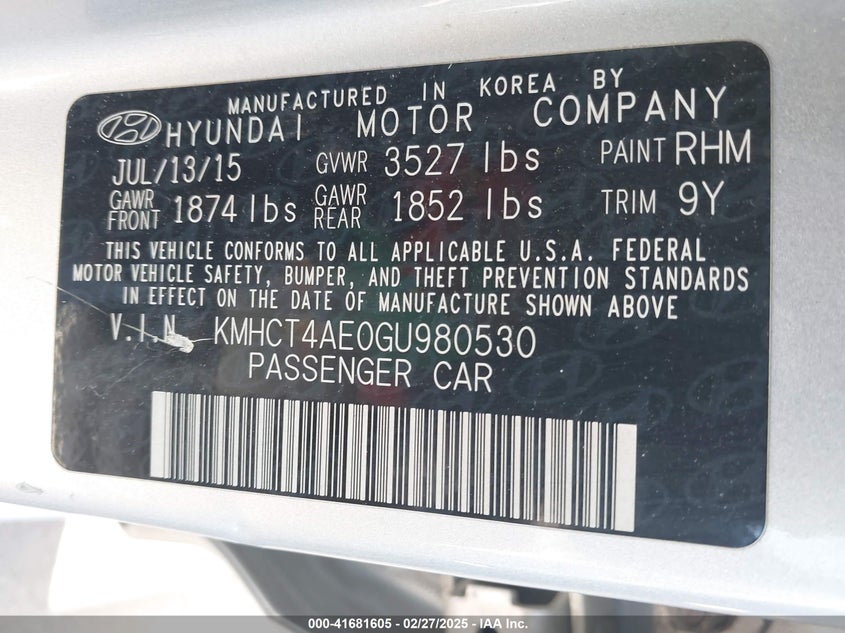 MANUFACTURED IN KOREA BY
HYUNDAI MOTOR COMPANY
JUL/13/15 GVWR 3527 lbs PAINT RHM
GAWR FRONT 1874 lbs GAWR REAR 1852 lbs TRIM 9Y
THIS VEHICLE CONFORMS TO ALL APPLICABLE U.S.A. FEDERAL
MOTOR VEHICLE SAFETY, BUMPER, AND THEFT PREVENTION STANDARDS
IN EFFECT ON THE DATE OF MANUFACTURE SHOWN ABOVE
V.I.N. KMHCT4AE0GU980530
PASSENGER CAR
000-41681605 - 02/27/2025 - IAA Inc.